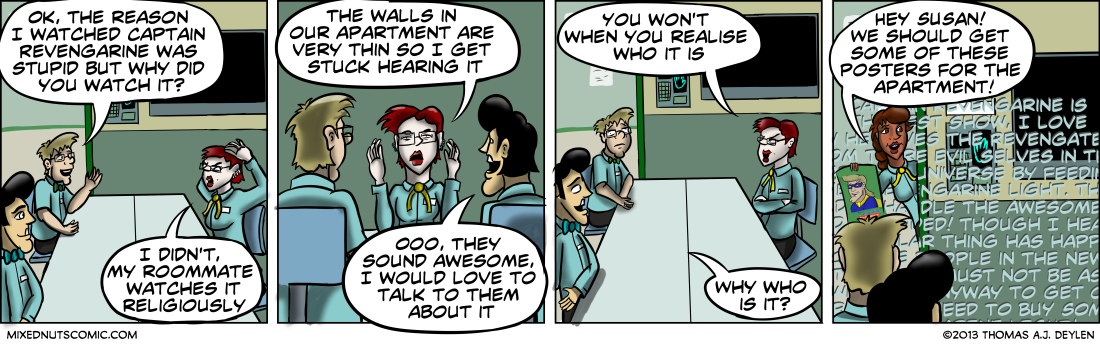 OK, THE REASON
I WATCHED CAPTAIN
REVENGARINE WAS
STUPID BUT WHY DID
YOU WATCH IT?
I DIDN'T,
MY ROOMMATE
WATCHES IT
RELIGIOUSLY
THE WALLS IN
OUR APARTMENT ARE
VERY THIN SO I GET
STUCK HEARING IT
OOO, THEY
SOUND AWESOME,
I WOULD LOVE TO
TALK TO THEM
ABOUT IT
YOU WON'T
WHEN YOU REALISE
WHO IT IS
WHY WHO
IS IT?
HEY SUSAN!
WE SHOULD GET
SOME OF THESE
POSTERS FOR THE
APARTMENT!
REVENGARINE IS
ST SHOW. I LOVE
ES THE REVENGATE
RE EVIL SELVES IN T
UNIVERSE BY FEEDI
NGARINE LIGHT. TH
DLE THE AWESOME
ED! THOUGH I HEA
AR THING HAS HAPP
OPLE IN THE NEW
UST NOT BE AS
NYWAY TO GET
EED TO BUY SOM
MIXEDNUTSCOMIC.COM
©2013 THOMAS A.J. DEYLEN